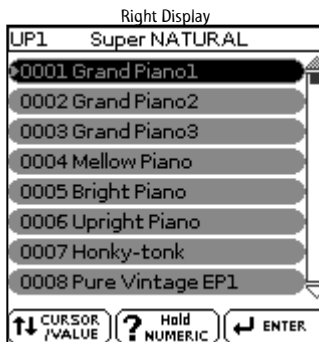 Right Display
UP1 Super NATURAL
0001 Grand Piano1
0002 Grand Piano2
0003 Grand Piano3
0004 Mellow Piano
0005 Bright Piano
0006 Upright Piano
0007 Honky-tonk
0008 Pure Vintage EP1
↑↓ CURSOR /VALUE ? Hold NUMERIC ↵ ENTER